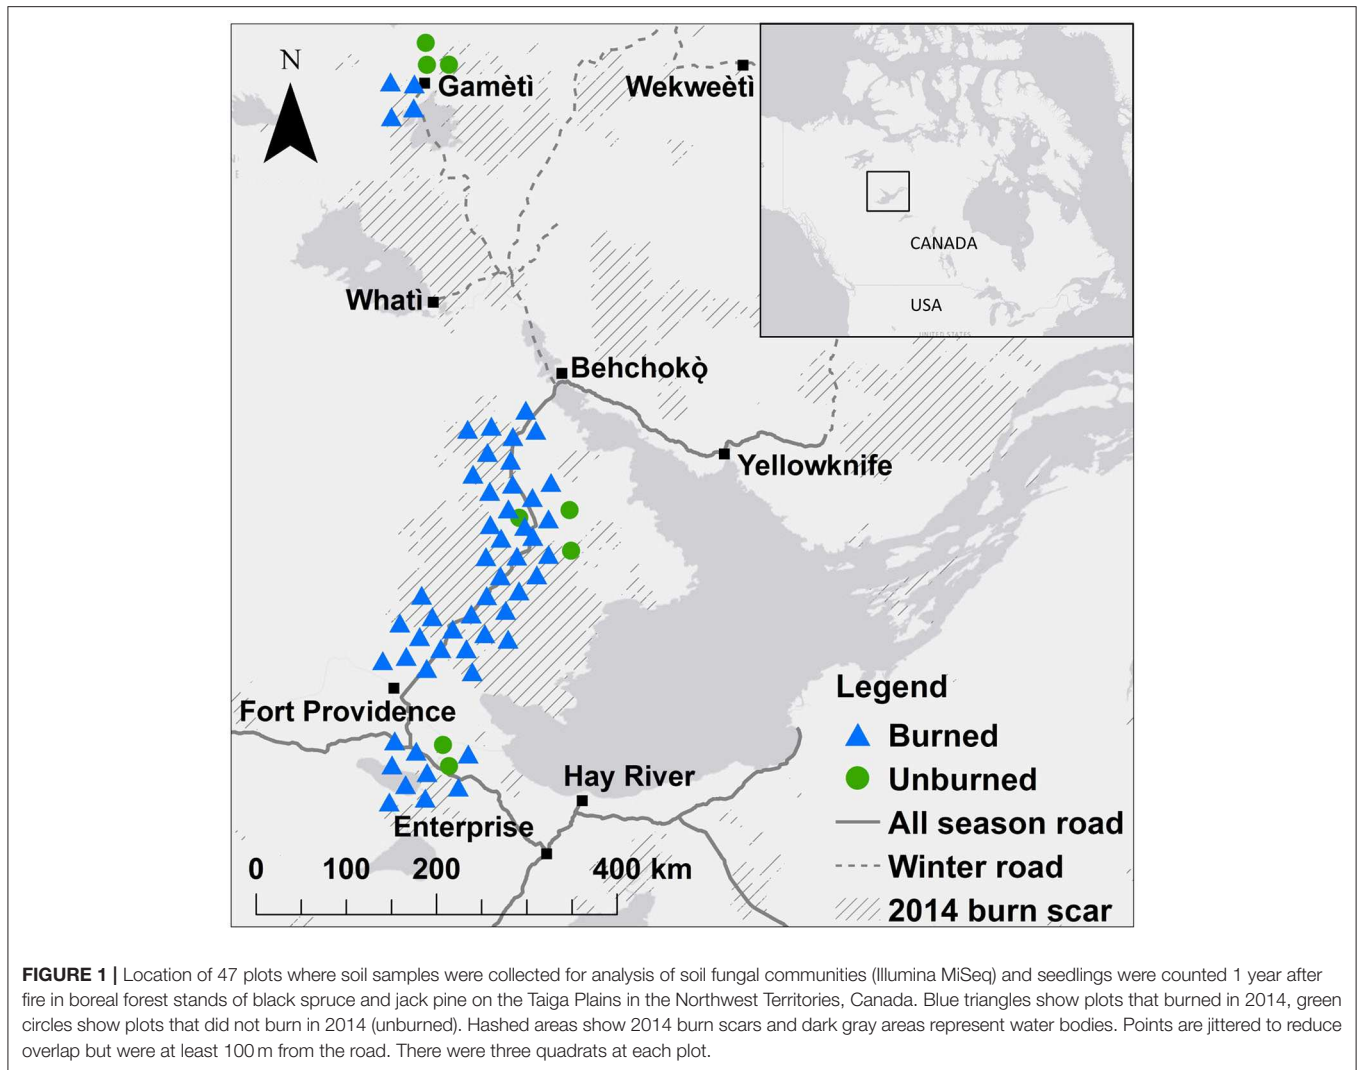 N
Gamètì
Wekweètì
CANADA
USA
UNITED STATES
Whatì
Behchokǫ̀
Yellowknife
Fort Providence
Hay River
Enterprise
0 100 200 400 km
Legend
Burned
Unburned
All season road
Winter road
2014 burn scar
FIGURE 1 | Location of 47 plots where soil samples were collected for analysis of soil fungal communities (Illumina MiSeq) and seedlings were counted 1 year after
fire in boreal forest stands of black spruce and jack pine on the Taiga Plains in the Northwest Territories, Canada. Blue triangles show plots that burned in 2014, green
circles show plots that did not burn in 2014 (unburned). Hashed areas show 2014 burn scars and dark gray areas represent water bodies. Points are jittered to reduce
overlap but were at least 100 m from the road. There were three quadrats at each plot.